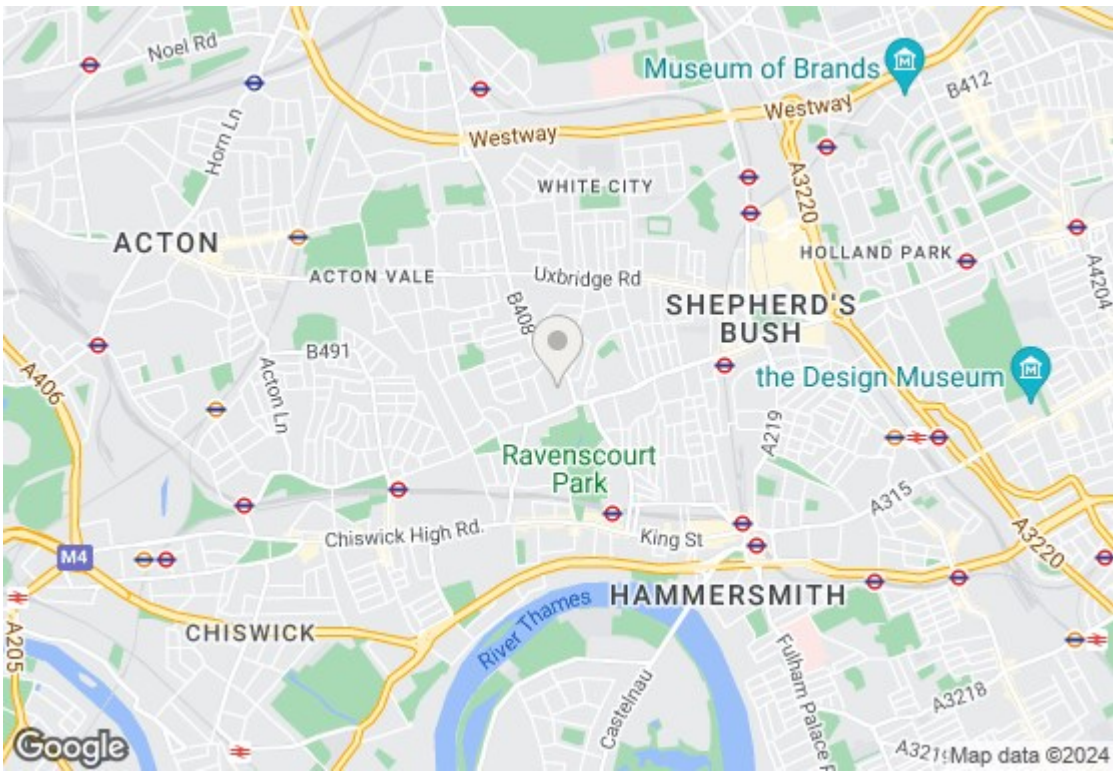 Noel Rd
Museum of Brands
B412
Horn Ln
Westway
Westway
A3220
WHITE CITY
ACTON
HOLLAND PARK
ACTON VALE
Uxbridge Rd
A4204
B408
SHEPHERD'S
BUSH
B491
the Design Museum
A406
Acton Ln
A219
Ravenscourt
Park
A315
Chiswick High Rd.
King St
A3220
M4
HAMMERSMITH
River Thames
CHISWICK
A205
Castelnau
Fulham Palace R
A3218
A3219
Google
Map data ©2024